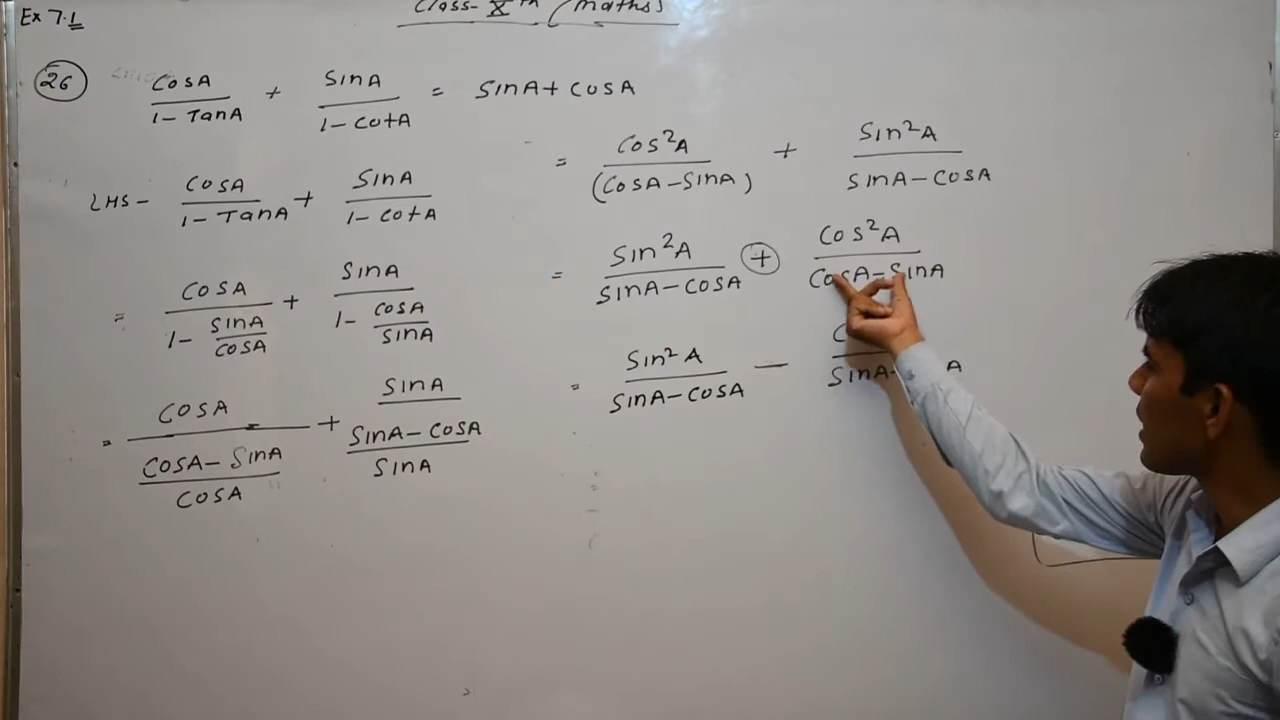 Ex 7.1
Class-Xth (Maths)
26
CosA/(1-TanA) + SinA/(1-CotA) = SinA+CosA
LHS- CosA/(1-TanA) + SinA/(1-CotA)
= CosA/(1-SinA/CosA) + SinA/(1-CosA/SinA)
= CosA/((CosA-SinA)/CosA) + SinA/((SinA-CosA)/SinA)
= Cos²A/(CosA-SinA) + Sin²A/(SinA-CosA)
= Sin²A/(SinA-CosA) + Cos²A/(CosA-SinA)
= Sin²A/(SinA-CosA) - /SinA- A